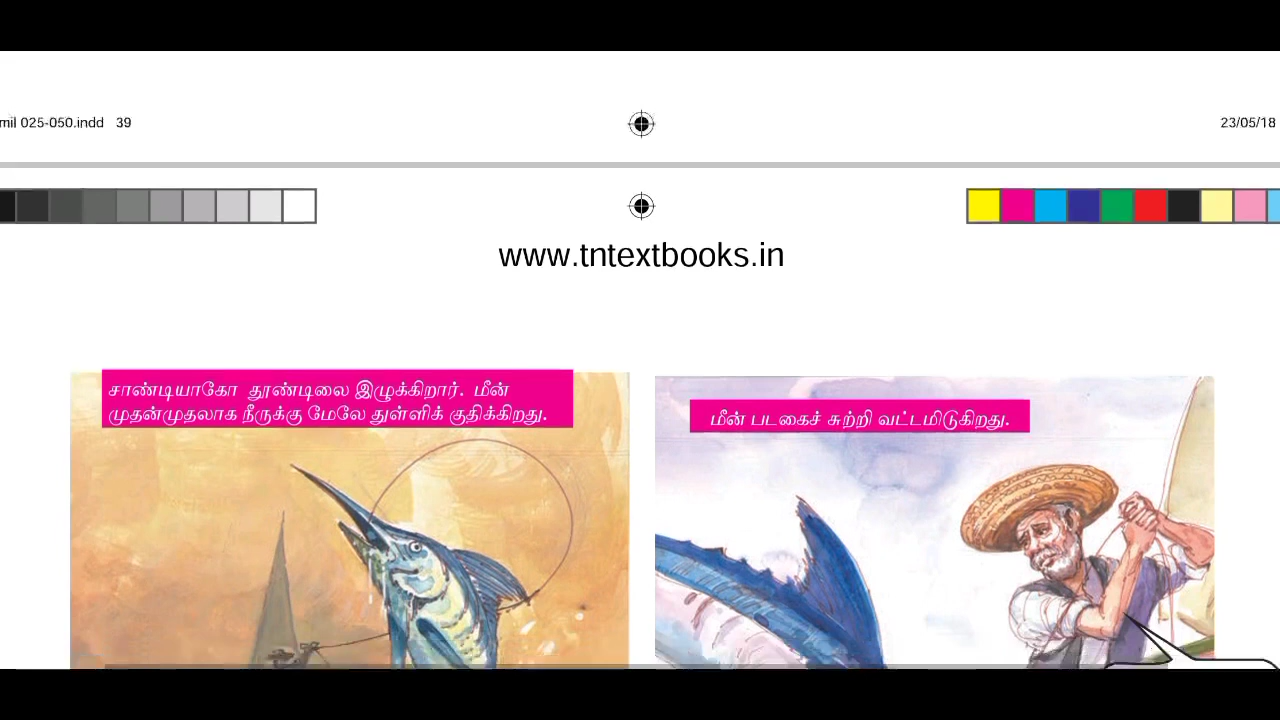 mil 025-050.indd 39
23/05/18
www.tntextbooks.in
சாண்டியாகோ தூண்டிலை இழுக்கிறார். மீன்
முதன்முதலாக நீருக்கு மேலே துள்ளிக் குதிக்கிறது.
மீன் படகைச் சுற்றி வட்டமிடுகிறது.